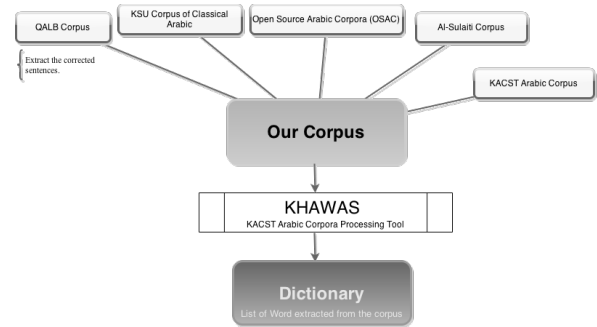 QALB Corpus
KSU Corpus of Classical
Arabic
Open Source Arabic Corpora (OSAC)
Al-Sulaiti Corpus
Extract the corrected
sentences.
KACST Arabic Corpus
Our Corpus
KHAWAS
KACST Arabic Corpora Processing Tool
Dictionary
List of Word extracted from the corpus